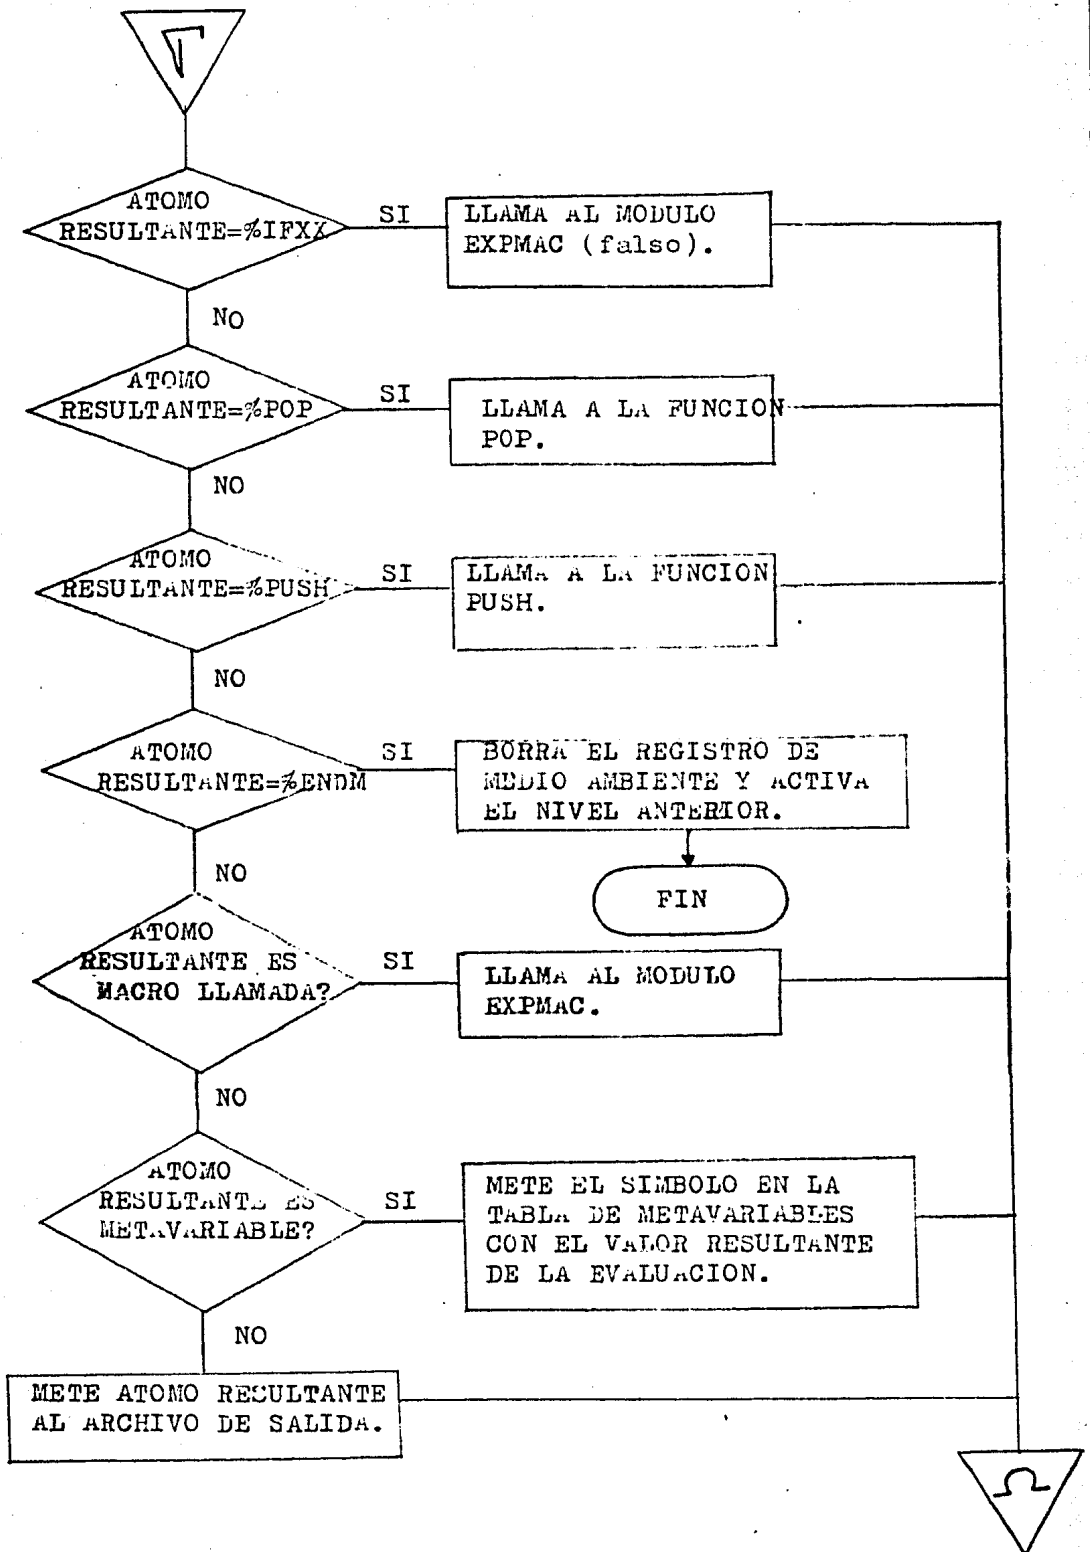 Γ
ATOMO
RESULTANTE=%IFXX
SI
LLAMA AL MODULO
EXPMAC (falso).
NO
ATOMO
RESULTANTE=%POP
SI
LLAMA A LA FUNCION
POP.
NO
ATOMO
RESULTANTE=%PUSH
SI
LLAMA A LA FUNCION
PUSH.
NO
ATOMO
RESULTANTE=%ENDM
SI
BORRA EL REGISTRO DE
MEDIO AMBIENTE Y ACTIVA
EL NIVEL ANTERIOR.
NO
FIN
ATOMO
RESULTANTE ES
MACRO LLAMADA?
SI
LLAMA AL MODULO
EXPMAC.
NO
ATOMO
RESULTANTE ES
METAVARIABLE?
SI
METE EL SIMBOLO EN LA
TABLA DE METAVARIABLES
CON EL VALOR RESULTANTE
DE LA EVALUACION.
NO
METE ATOMO RESULTANTE
AL ARCHIVO DE SALIDA.
Ω